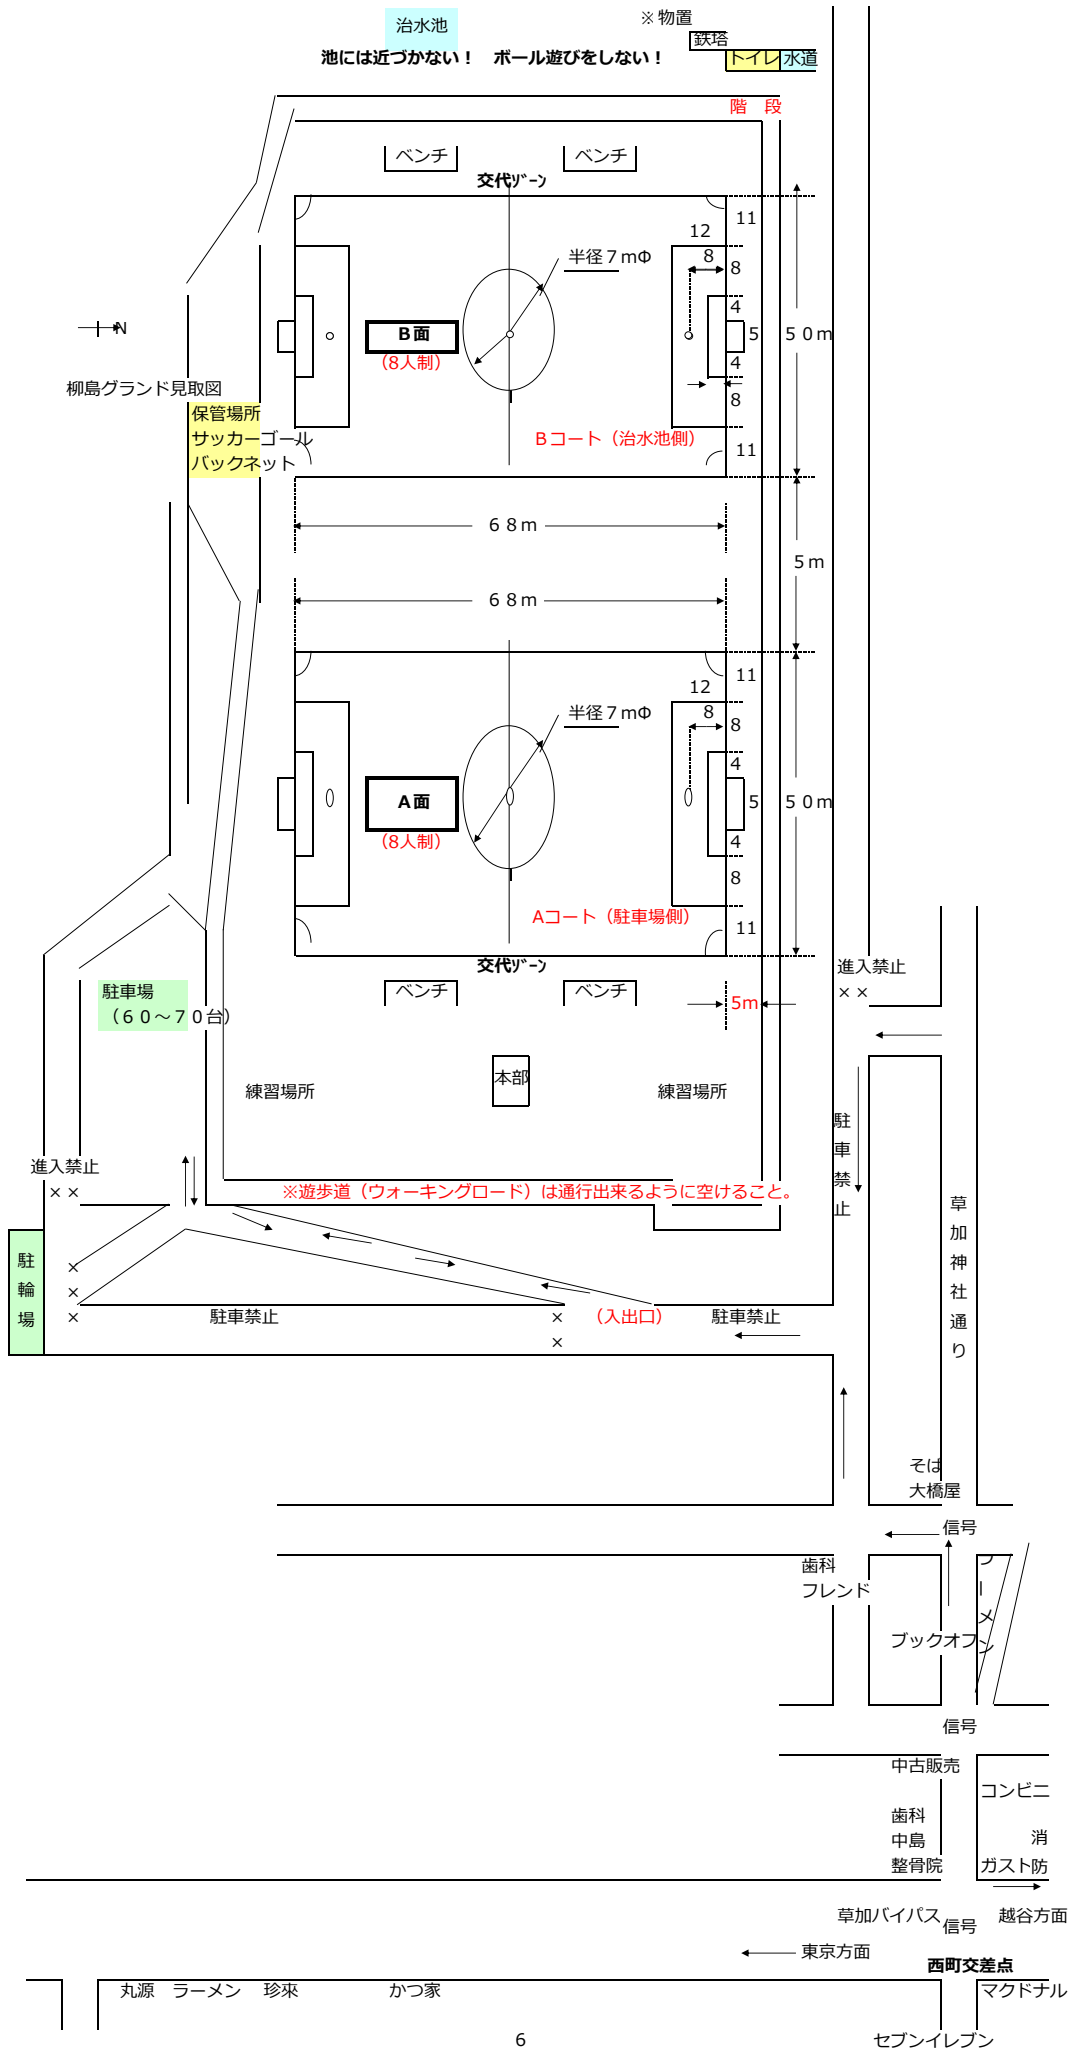 ※物置
治水池
鉄塔
池には近づかない！　ボール遊びをしない！
トイレ 水道
階　段
ベンチ ベンチ
交代ｿﾞｰﾝ
11
12
半径７ｍΦ
8
8
4
N
B面
5
５０ｍ
（8人制）
4
柳島グランド見取図
8
保管場所
サッカーゴール
バックネット
Ｂコート（治水池側）
11
６８ｍ
５ｍ
６８ｍ
11
12
半径７ｍΦ
8
8
4
A面
5
５０ｍ
（8人制）
4
8
Aコート（駐車場側）
11
交代ｿﾞｰﾝ
進入禁止
××
ベンチ ベンチ
駐車場
（６０～７０台）
5m
本部
練習場所 練習場所
駐車禁止
進入禁止
××
※遊歩道（ウォーキングロード）は通行出来るように空けること。
草加神社通り
駐輪場
×
×
×
駐車禁止
×
×
（入出口）
駐車禁止
そば
大橋屋
信号
歯科
フレンド
ラーメン
ブックオフ
信号
中古販売
コンビニ
歯科
中島
整骨院
消防
ガスト
草加バイパス
信号
越谷方面
東京方面
西町交差点
丸源　ラーメン 珍來 かつ家 マクドナル
6
セブンイレブン